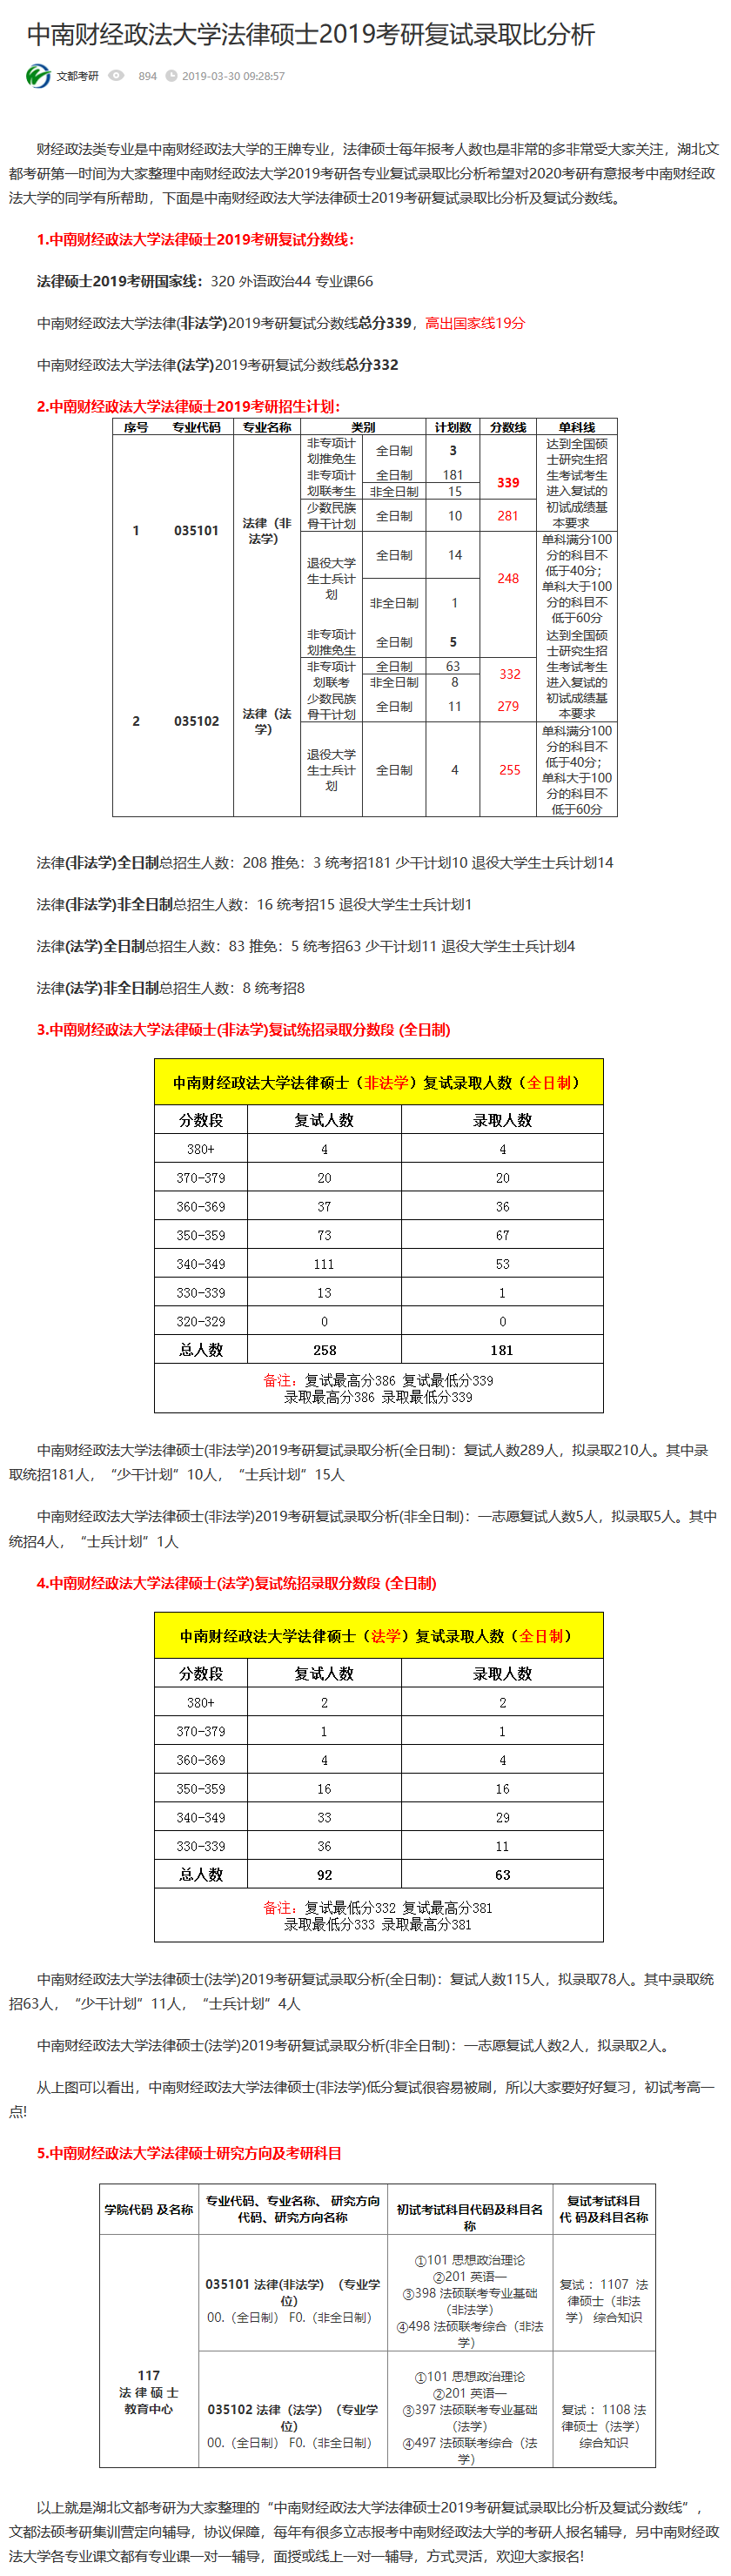 中南财经政法大学法律硕士2019考研复试录取比分析
文都考研 894 2019-03-30 09:28:57
财经政法类专业是中南财经政法大学的王牌专业，法律硕士每年报考人数也是非常的多非常受大家关注，湖北文
都考研第一时间为大家整理中南财经政法大学2019考研各专业复试录取比分析希望对2020考研有意报考中南财经政
法大学的同学有所帮助，下面是中南财经政法大学法律硕士2019考研复试录取比分析及复试分数线。
1.中南财经政法大学法律硕士2019考研复试分数线：
法律硕士2019考研国家线：320 外语政治44 专业课66
中南财经政法大学法律(非法学)2019考研复试分数线总分339，高出国家线19分
中南财经政法大学法律(法学)2019考研复试分数线总分332
2.中南财经政法大学法律硕士2019考研招生计划：
序号 专业代码 专业名称 类别 计划数 分数线 单科线
1 035101 法律（非
法学）
非专项计
划推免生 全日制 3
非专项计
划联考生
全日制 181
非全日制 15
339
少数民族
骨干计划 全日制 10 281
达到全国硕
士研究生招
生考试考生
进入复试的
初试成绩基
本要求
退役大学
生士兵计
划
全日制 14
非全日制 1
248
单科满分100
分的科目不
低于40分；
单科大于100
分的科目不
低于60分
2 035102 法律（法
学）
非专项计
划推免生 全日制 5
非专项计
划联考
全日制 63
非全日制 8
332
少数民族
骨干计划 全日制 11 279
达到全国硕
士研究生招
生考试考生
进入复试的
初试成绩基
本要求
退役大学
生士兵计
划
全日制 4 255
单科满分100
分的科目不
低于40分；
单科大于100
分的科目不
低于60分
法律(非法学)全日制总招生人数：208 推免：3 统考招181 少干计划10 退役大学生士兵计划14
法律(非法学)非全日制总招生人数：16 统考招15 退役大学生士兵计划1
法律(法学)全日制总招生人数：83 推免：5 统考招63 少干计划11 退役大学生士兵计划4
法律(法学)非全日制总招生人数：8 统考招8
3.中南财经政法大学法律硕士(非法学)复试统招录取分数段 (全日制)
中南财经政法大学法律硕士（非法学）复试录取人数（全日制）
分数段 复试人数 录取人数
380+ 4 4
370-379 20 20
360-369 37 36
350-359 73 67
340-349 111 53
330-339 13 1
320-329 0 0
总人数 258 181
备注：复试最高分386 复试最低分339
录取最高分386 录取最低分339
中南财经政法大学法律硕士(非法学)2019考研复试录取分析(全日制)：复试人数289人，拟录取210人。其中录
取统招181人，“少干计划”10人，“士兵计划”15人
中南财经政法大学法律硕士(非法学)2019考研复试录取分析(非全日制)：一志愿复试人数5人，拟录取5人。其中
统招4人，“士兵计划”1人
4.中南财经政法大学法律硕士(法学)复试统招录取分数段 (全日制)
中南财经政法大学法律硕士（法学）复试录取人数（全日制）
分数段 复试人数 录取人数
380+ 2 2
370-379 1 1
360-369 4 4
350-359 16 16
340-349 33 29
330-339 36 11
总人数 92 63
备注：复试最低分332 复试最高分381
录取最低分333 录取最高分381
中南财经政法大学法律硕士(法学)2019考研复试录取分析(全日制)：复试人数115人，拟录取78人。其中录取统
招63人，“少干计划”11人，“士兵计划”4人
中南财经政法大学法律硕士(法学)2019考研复试录取分析(非全日制)：一志愿复试人数2人，拟录取2人。
从上图可以看出，中南财经政法大学法律硕士(非法学)低分复试很容易被刷，所以大家要好好复习，初试考高一
点!
5.中南财经政法大学法律硕士研究方向及考研科目
学院代码 及名称
专业代码、专业名称、 研究方向
代码、研究方向名称
初试考试科目代码及科目名
称
复试考试科目
代 码及科目名称
117
法 律 硕 士
教育中心
035101 法律(非法学) （专业学
位）
00.（全日制） F0.（非全日制）
①101 思想政治理论
②201 英语一
③398 法硕联考专业基础
（非法学）
④498 法硕联考综合（非法
学）
复试： 1107 法
律硕士（非法
学） 综合知识
035102 法律（法学）（专业学
位）
00.（全日制） F0.（非全日制）
①101 思想政治理论
②201 英语一
③397 法硕联考专业基础
（法学）
④497 法硕联考综合（法
学）
复试： 1108 法
律硕士（法学）
综合知识
以上就是湖北文都考研为大家整理的“中南财经政法大学法律硕士2019考研复试录取比分析及复试分数线”，
文都法硕考研集训营定向辅导，协议保障，每年有很多立志报考中南财经政法大学的考研人报名辅导，另中南财经政
法大学各专业课文都有专业课一对一辅导，面授或线上一对一辅导，方式灵活，欢迎大家报名!